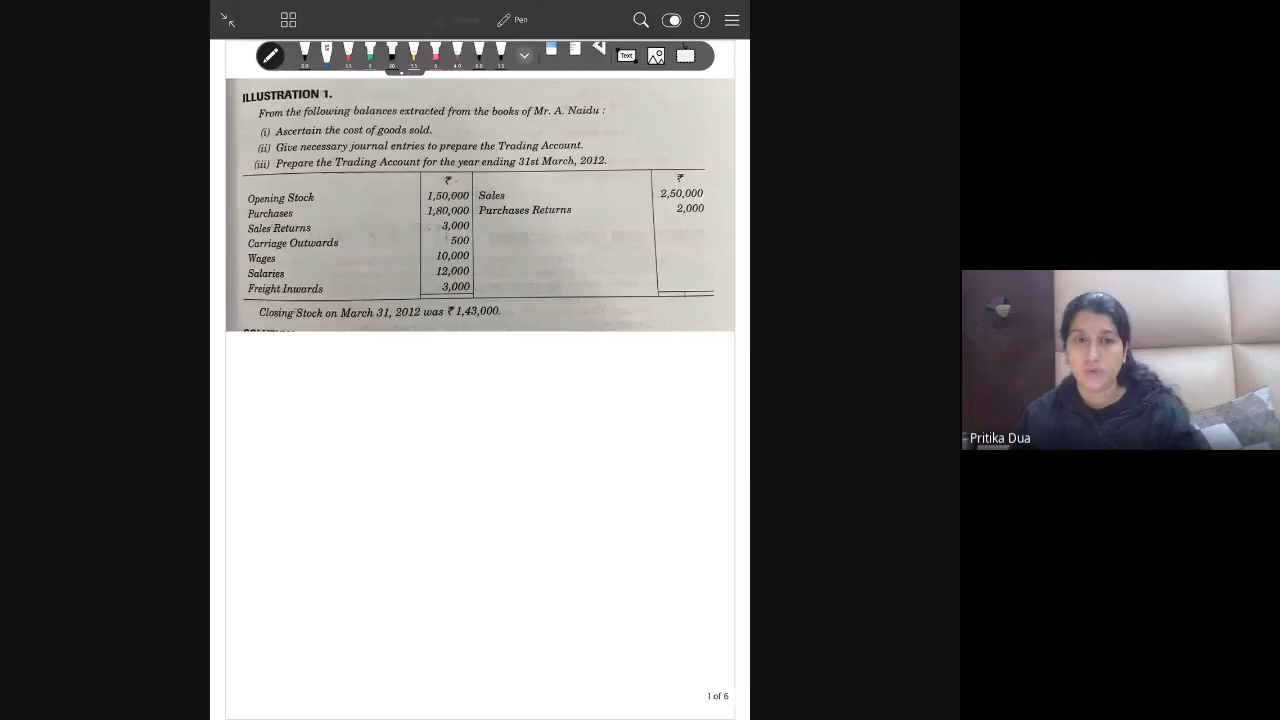 Pen
Text
ILLUSTRATION 1.
From the following balances extracted from the books of Mr. A. Naidu :
(i) Ascertain the cost of goods sold.
(ii) Give necessary journal entries to prepare the Trading Account.
(iii) Prepare the Trading Account for the year ending 31st March, 2012.
₹ ₹
Opening Stock 1,50,000 Sales 2,50,000
Purchases 1,80,000 Purchases Returns 2,000
Sales Returns 3,000
Carriage Outwards 500
Wages 10,000
Salaries 12,000
Freight Inwards 3,000
Closing Stock on March 31, 2012 was ₹ 1,43,000.
Pritika Dua
1 of 6